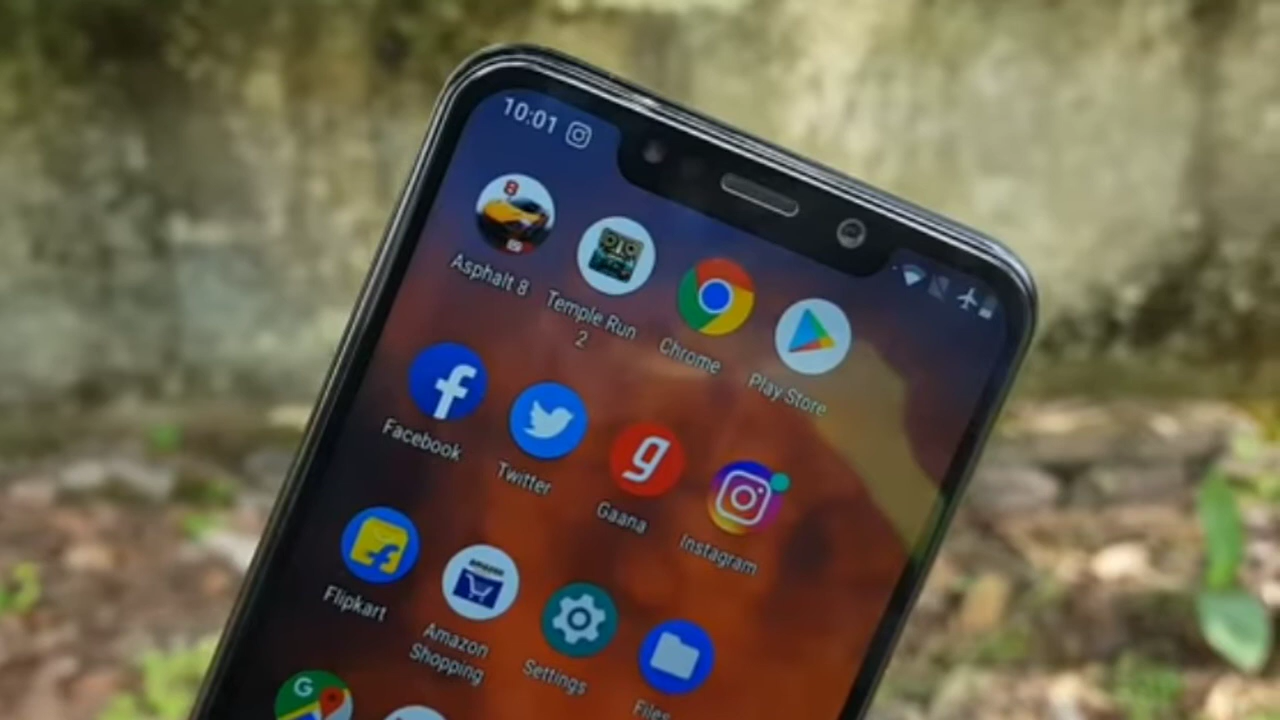 10:01
8
Asphalt 8
Temple Run
2
Chrome
Play Store
f
Facebook
Twitter
g
Gaana
Instagram
f
Flipkart
amazon
Amazon
Shopping
Settings
Files
G